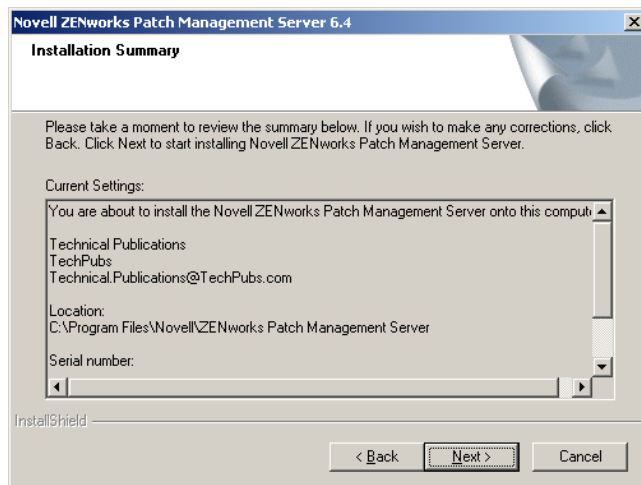 Novell ZENworks Patch Management Server 6.4
Installation Summary
Please take a moment to review the summary below. If you wish to make any corrections, click
Back. Click Next to start installing Novell ZENworks Patch Management Server.
Current Settings:
You are about to install the Novell ZENworks Patch Management Server onto this compute
Technical Publications
TechPubs
Technical.Publications@TechPubs.com
Location:
C:\Program Files\Novell\ZENworks Patch Management Server
Serial number:
InstallShield
< Back
Next >
Cancel